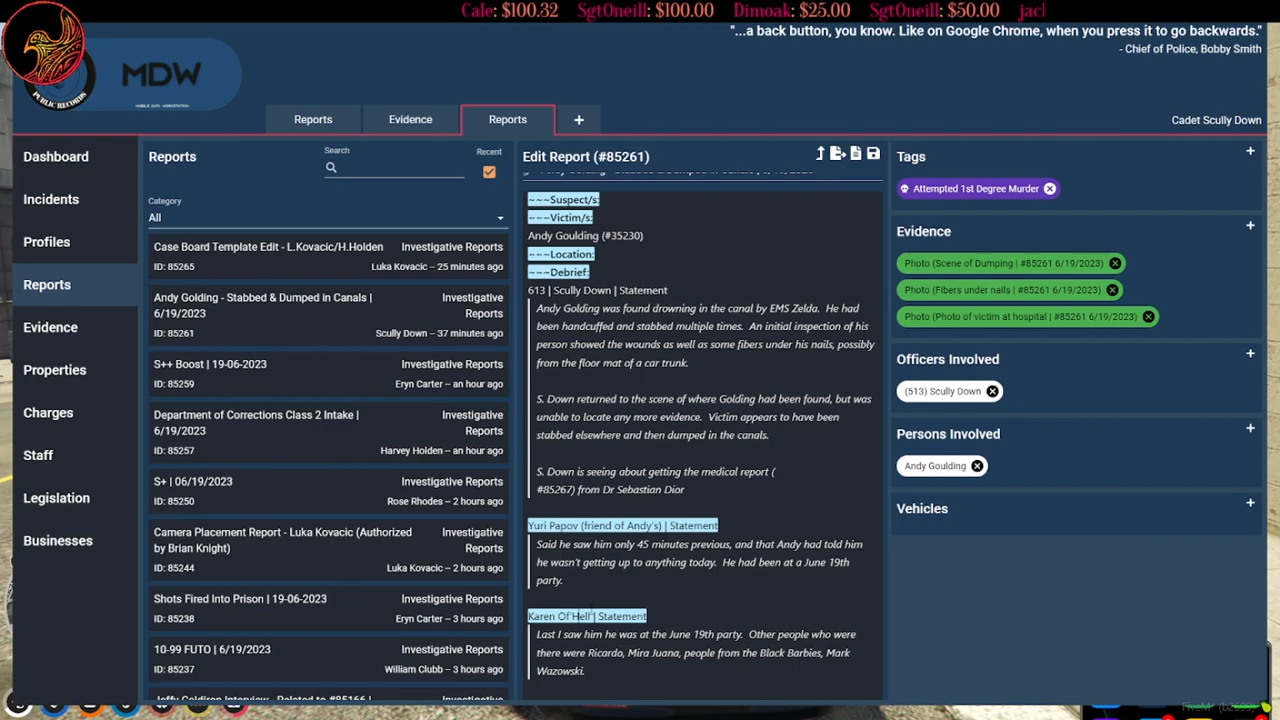 Cale: $100.32 SgtOneill: $100.00 Dimoak: $25.00 SgtOneill: $50.00 jacl
"...a back button, you know. Like on Google Chrome, when you press it to go backwards."
- Chief of Police, Bobby Smith
PUBLIC RECORDS
MDW
MOBILE DATA WORKSTATION
Reports
Evidence
Reports
+
Cadet Scully Down
Dashboard
Incidents
Profiles
Reports
Evidence
Properties
Charges
Staff
Legislation
Businesses
Reports
Search
Recent
Category
All
Case Board Template Edit - L.Kovacic/H.Holden Investigative Reports
ID: 85265 Luka Kovacic – 25 minutes ago
Andy Golding - Stabbed & Dumped in Canals | Investigative
6/19/2023 Reports
ID: 85261 Scully Down – 37 minutes ago
S++ Boost | 19-06-2023 Investigative Reports
ID: 85259 Eryn Carter – an hour ago
Department of Corrections Class 2 Intake | Investigative
6/19/2023 Reports
ID: 85257 Harvey Holden – an hour ago
S+ | 06/19/2023 Investigative Reports
ID: 85250 Rose Rhodes – 2 hours ago
Camera Placement Report - Luka Kovacic (Authorized Investigative
by Brian Knight) Reports
ID: 85244 Luka Kovacic – 2 hours ago
Shots Fired Into Prison | 19-06-2023 Investigative Reports
ID: 85238 Eryn Carter – 3 hours ago
10-99 FUTO | 6/19/2023 Investigative Reports
ID: 85237 William Clubb – 3 hours ago
Investigative
Edit Report (#85261)
~~~Suspect/s:
~~~Victim/s:
Andy Goulding (#35230)
~~~Location:
~~~Debrief:
613 | Scully Down | Statement
Andy Golding was found drowning in the canal by EMS Zelda. He had
been handcuffed and stabbed multiple times. An initial inspection of his
person showed the wounds as well as some fibers under his nails, possibly
from the floor mat of a car trunk.
S. Down returned to the scene of where Golding had been found, but was
unable to locate any more evidence. Victim appears to have been
stabbed elsewhere and then dumped in the canals.
S. Down is seeing about getting the medical report (
#85267) from Dr Sebastian Dior
Yuri Papov (friend of Andy's) | Statement
Said he saw him only 45 minutes previous, and that Andy had told him
he wasn't getting up to anything today. He had been at a June 19th
party.
Karen Of Hell | Statement
Last I saw him he was at the June 19th party. Other people who were
there were Ricardo, Mira Juana, people from the Black Barbies, Mark
Wazowski.
Tags
+
Attempted 1st Degree Murder
Evidence
+
Photo (Scene of Dumping | #85261 6/19/2023)
Photo (Fibers under nails | #85261 6/19/2023)
Photo (Photo of victim at hospital | #85261 6/19/2023)
Officers Involved
+
(513) Scully Down
Persons Involved
+
Andy Goulding
Vehicles
+